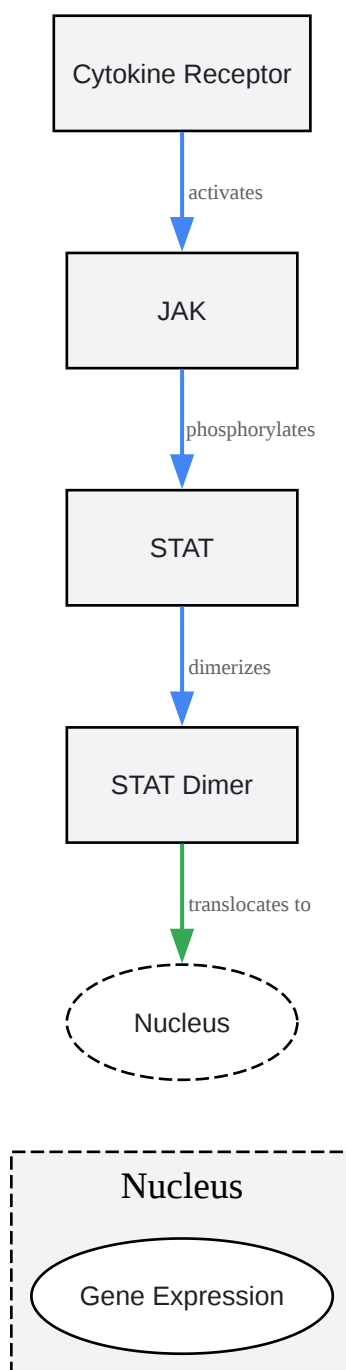 Cytokine Receptor
activates
JAK
phosphorylates
STAT
dimerizes
STAT Dimer
translocates to
Nucleus
Nucleus
Gene Expression